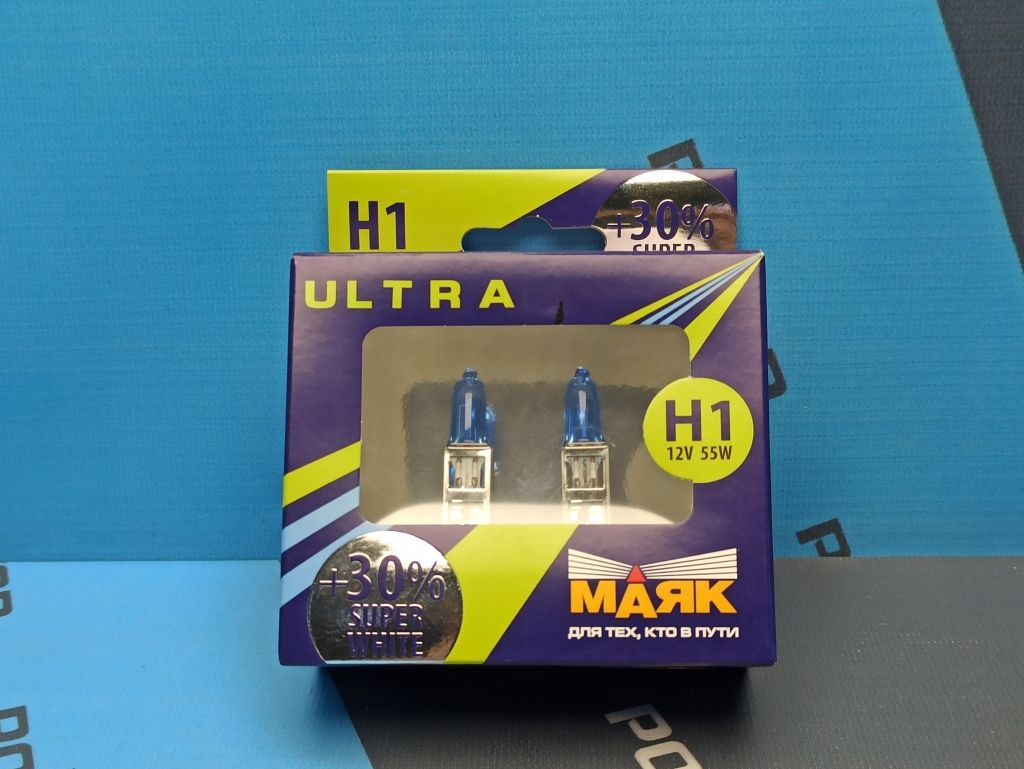 H1
+30%
SUPER
ULTRA
H1
12V 55W
+30%
SUPER
WHITE
МАЯК
ДЛЯ ТЕХ, КТО В ПУТИ